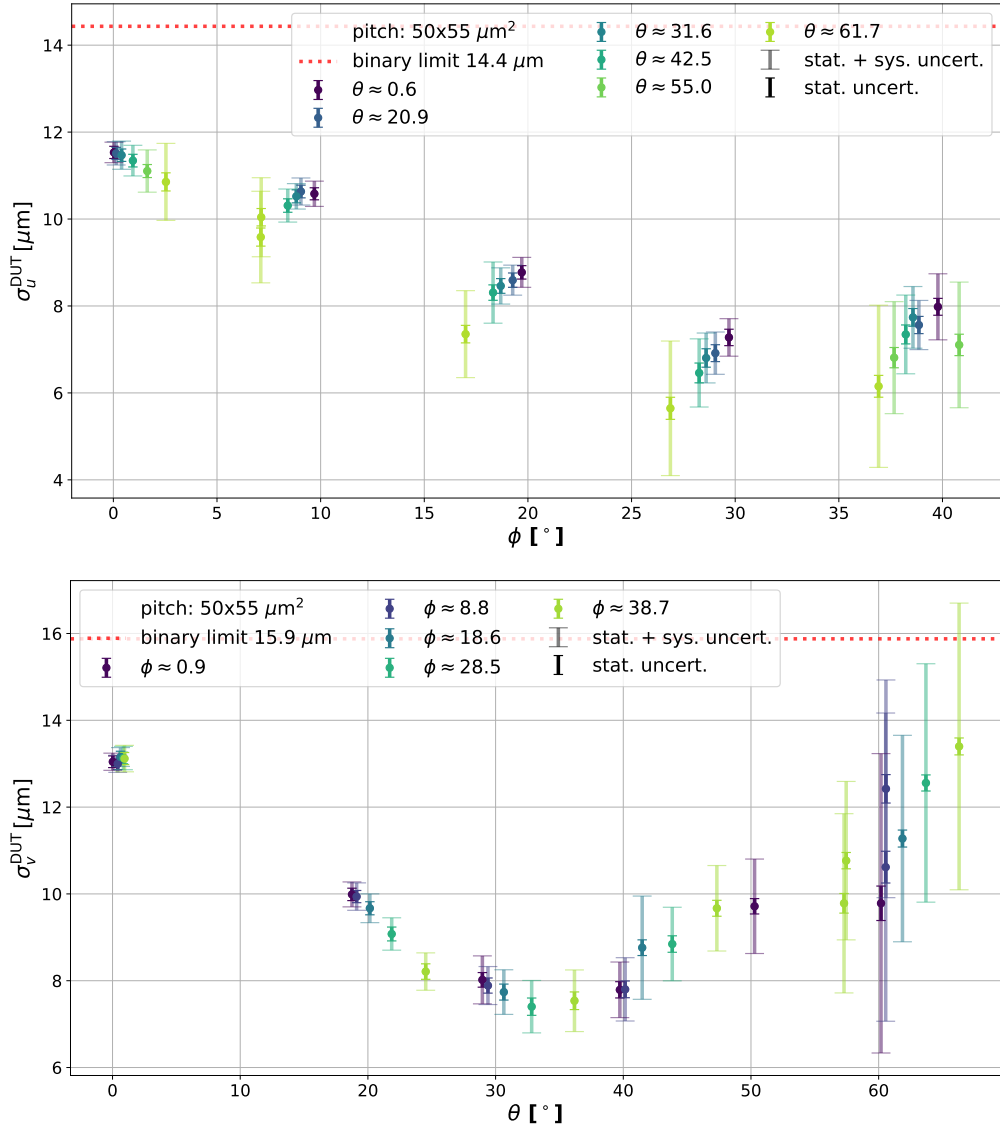 σ_u^DUT [μm]
14
12
10
8
6
4
pitch: 50x55 μm²
binary limit 14.4 μm
θ ≈ 0.6
θ ≈ 20.9
θ ≈ 31.6
θ ≈ 42.5
θ ≈ 55.0
θ ≈ 61.7
stat. + sys. uncert.
stat. uncert.
0 5 10 15 20 25 30 35 40
ϕ [°]
σ_v^DUT [μm]
16
14
12
10
8
6
pitch: 50x55 μm²
binary limit 15.9 μm
ϕ ≈ 0.9
ϕ ≈ 8.8
ϕ ≈ 18.6
ϕ ≈ 28.5
ϕ ≈ 38.7
stat. + sys. uncert.
stat. uncert.
0 10 20 30 40 50 60
θ [°]